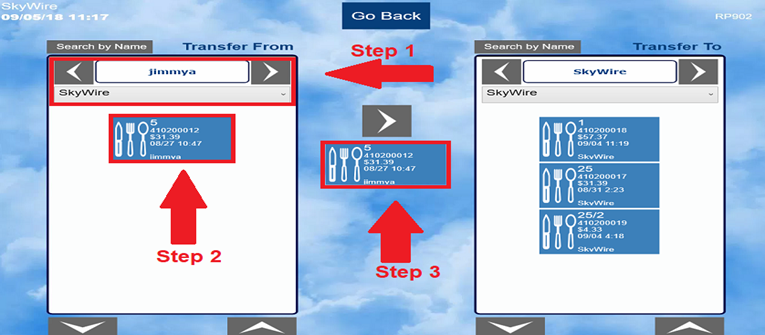 SkyWire
09/05/18 11:17
Go Back
RP902
Search by Name
Transfer From
Step 1
Search by Name
Transfer To
jimmya
SkyWire
SkyWire
SkyWire
5
410200012
$31.39
08/27 10:47
jimmya
Step 2
5
410200012
$31.39
08/27 10:47
jimmya
Step 3
1
410200018
$57.37
09/04 11:19
SkyWire
25
410200017
$31.39
08/31 2:23
SkyWire
25/2
410200019
$4.33
09/04 4:18
SkyWire